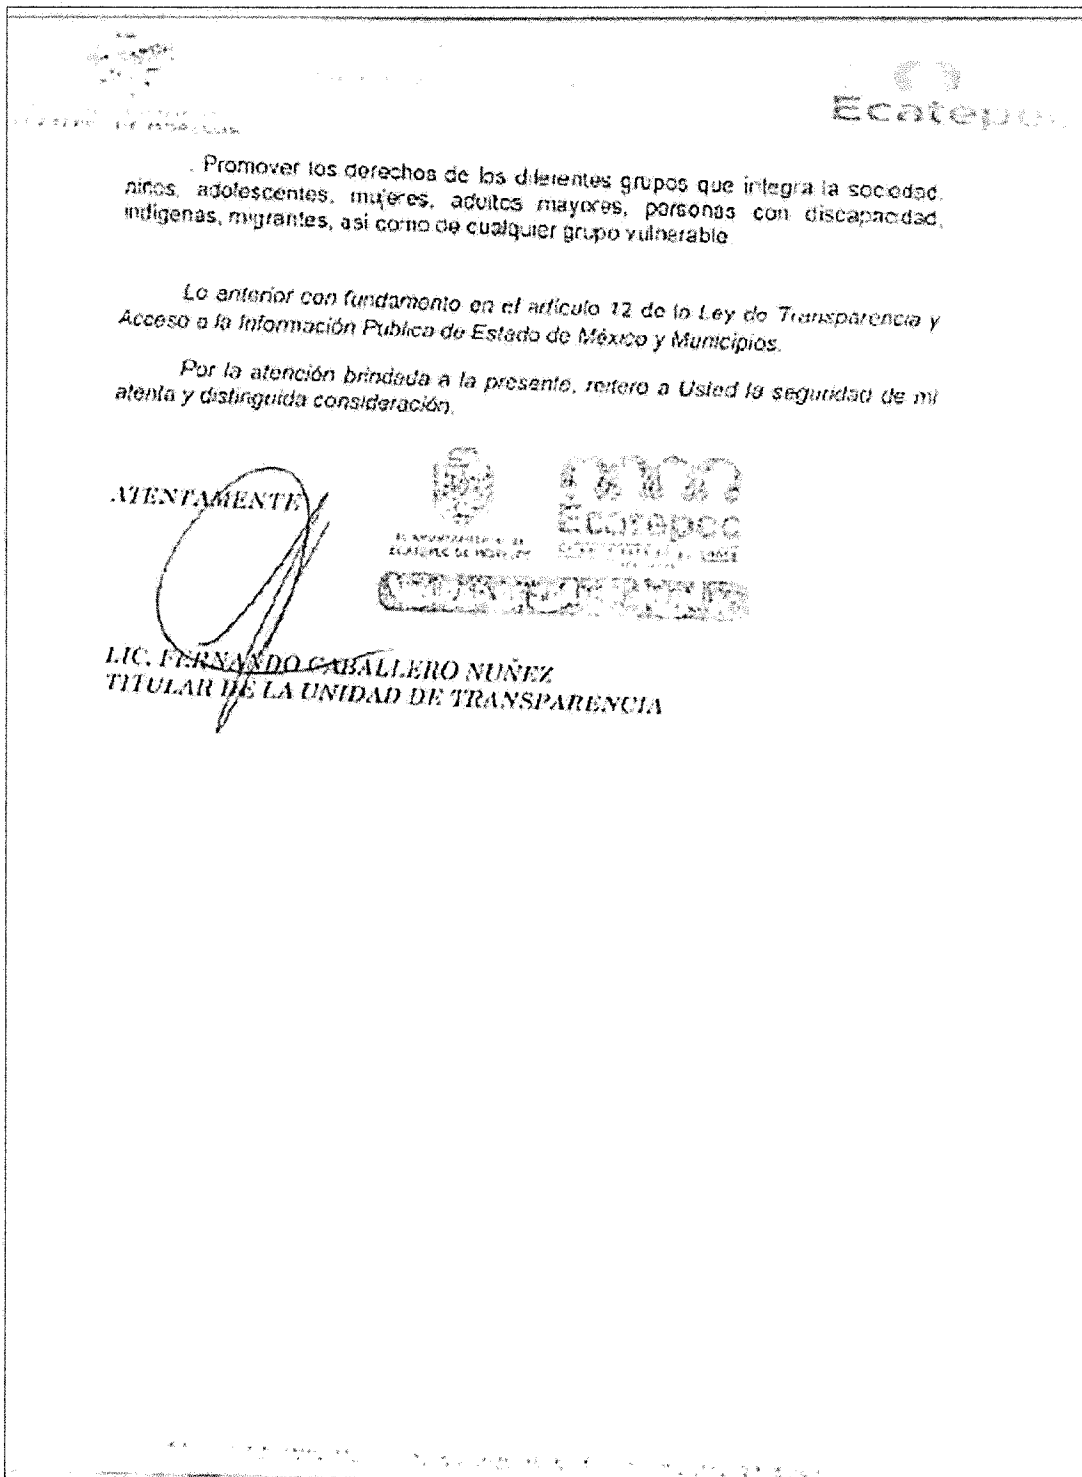 Ecatepec
. Promover los derechos de los diferentes grupos que integra la sociedad,
niños, adolescentes, mujeres, adultos mayores, personas con discapacidad,
indígenas, migrantes, así como de cualquier grupo vulnerable.
Lo anterior con fundamento en el artículo 12 de la Ley de Transparencia y
Acceso a la Información Pública de Estado de México y Municipios.
Por la atención brindada a la presente, reitero a Usted la seguridad de mi
atenta y distinguida consideración.
ATENTAMENTE
Ecatepec
LIC. FERNANDO CABALLERO NUÑEZ
TITULAR DE LA UNIDAD DE TRANSPARENCIA